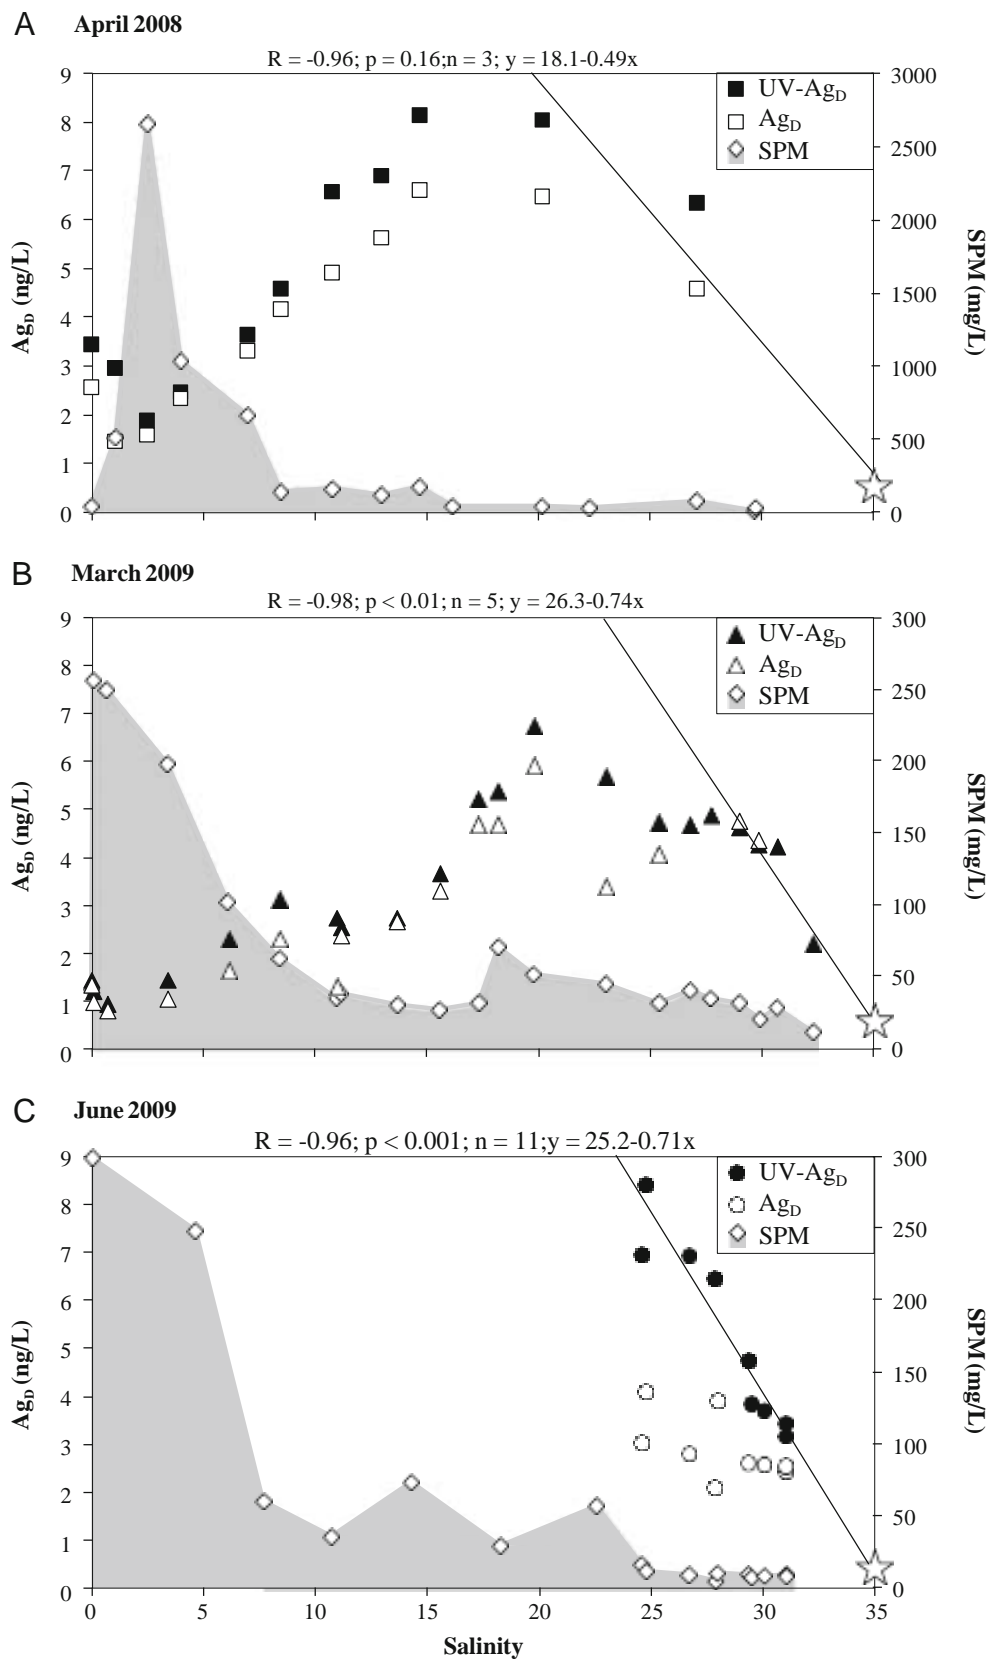 A April 2008
R = -0.96; p = 0.16;n = 3; y = 18.1-0.49x
9 3000
UV-AgD
8 AgD
2500
SPM
7
2000
6
AgD (ng/L)
5 1500
SPM (mg/L)
4
3 1000
2
500
1
0 0
B March 2009
R = -0.98; p < 0.01; n = 5; y = 26.3-0.74x
9 300
UV-AgD
8 AgD
250
SPM
7
6 200
AgD (ng/L)
5
150
SPM (mg/L)
4
3 100
2
50
1
0 0
C June 2009
R = -0.96; p < 0.001; n = 11;y = 25.2-0.71x
9 300
UV-AgD
8 AgD
250
SPM
7
6 200
AgD (ng/L)
5
150
SPM (mg/L)
4
3 100
2
50
1
0 0
0 5 10 15 20 25 30 35
Salinity